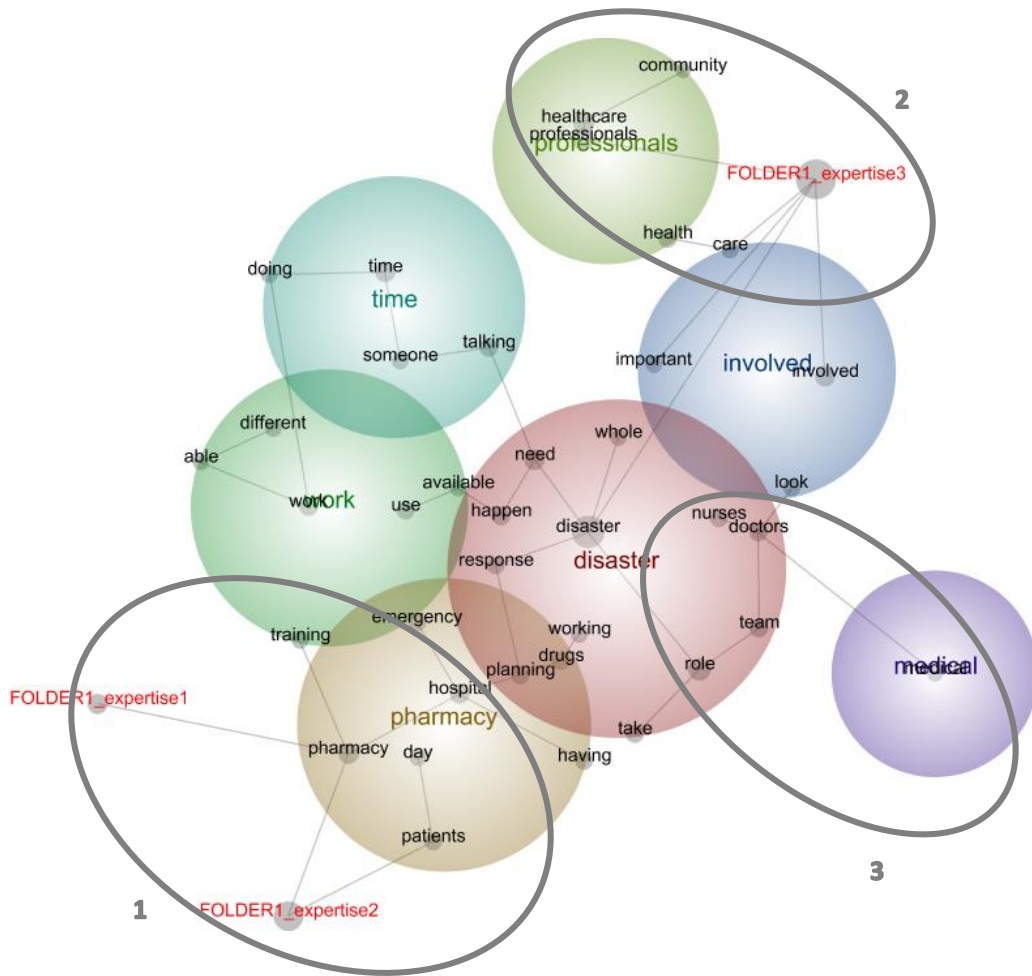 community
2
healthcare
professionals
professionals
FOLDER1_expertise3
health
care
doing
time
time
talking
someone
important
involved
involved
different
whole
able
need
available
look
work
work
use
happen
nurses
disaster
doctors
response
disaster
emergency
team
training
working
drugs
role
medical
medical
planning
hospital
FOLDER1_expertise1
pharmacy
take
pharmacy
day
having
patients
3
1
FOLDER1_expertise2